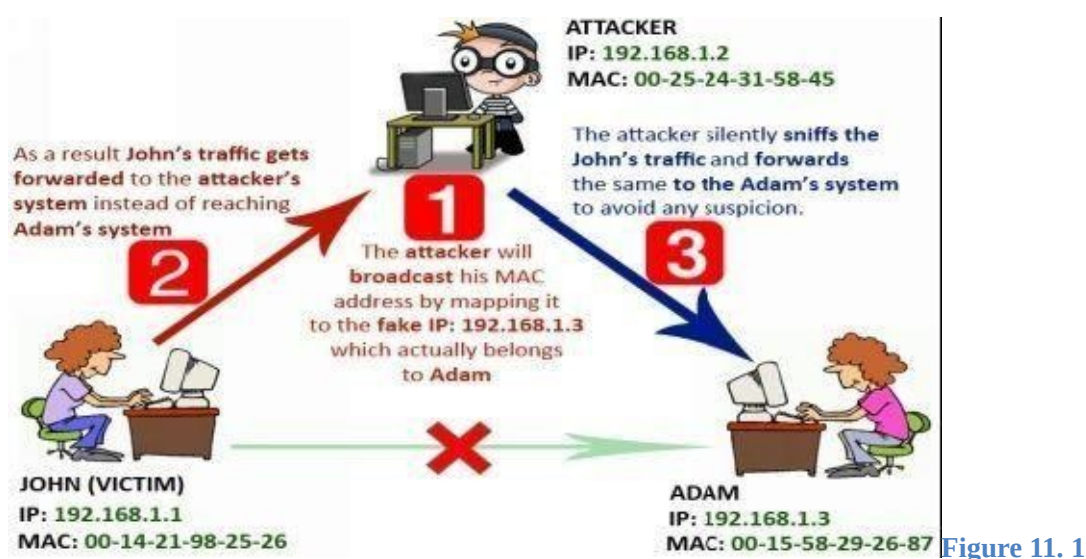 ATTACKER
IP: 192.168.1.2
MAC: 00-25-24-31-58-45
The attacker silently sniffs the
John's traffic and forwards
the same to the Adam's system
to avoid any suspicion.
As a result John's traffic gets
forwarded to the attacker's
system instead of reaching
Adam's system
1
2
3
The attacker will
broadcast his MAC
address by mapping it
to the fake IP: 192.168.1.3
which actually belongs
to Adam
JOHN (VICTIM)
IP: 192.168.1.1
MAC: 00-14-21-98-25-26
ADAM
IP: 192.168.1.3
MAC: 00-15-58-29-26-87
Figure 11. 1